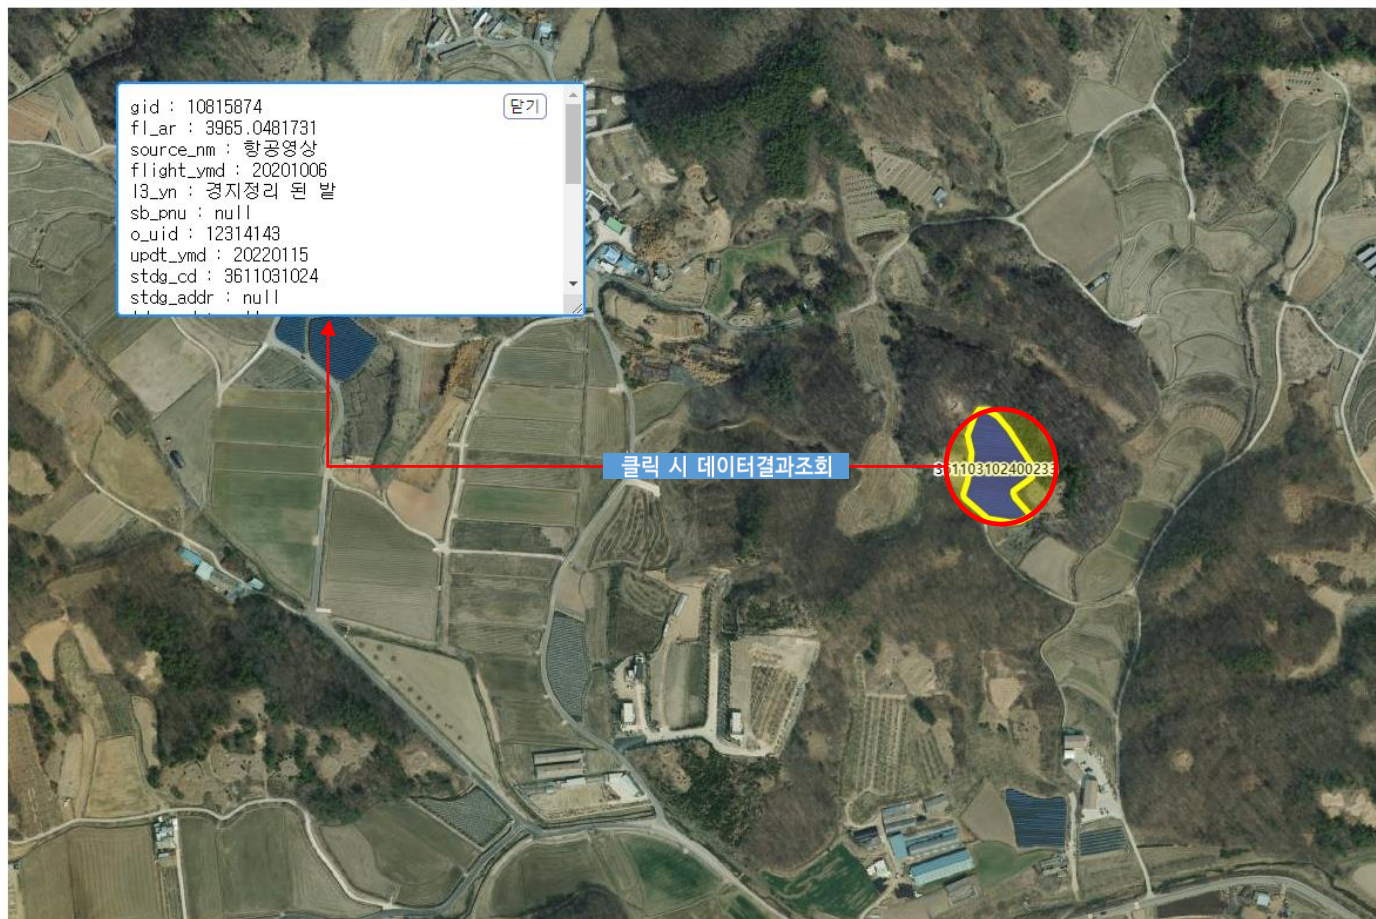 gid : 10815874
닫기
fl_ar : 3965.0481731
source_nm : 항공영상
flight_ymd : 20201006
l3_yn : 경지정리 된 밭
sb_pnu : null
o_uid : 12314143
updt_ymd : 20220115
stdg_cd : 3611031024
stdg_addr : null
클릭 시 데이터결과조회